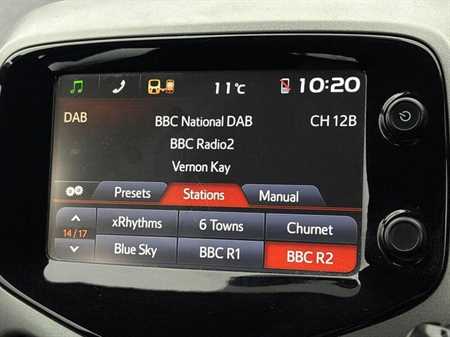 11°C 10:20
DAB BBC National DAB CH 12B
BBC Radio2
Vernon Kay
Presets Stations Manual
xRhythms 6 Towns Churnet
14/17
Blue Sky BBC R1 BBC R2